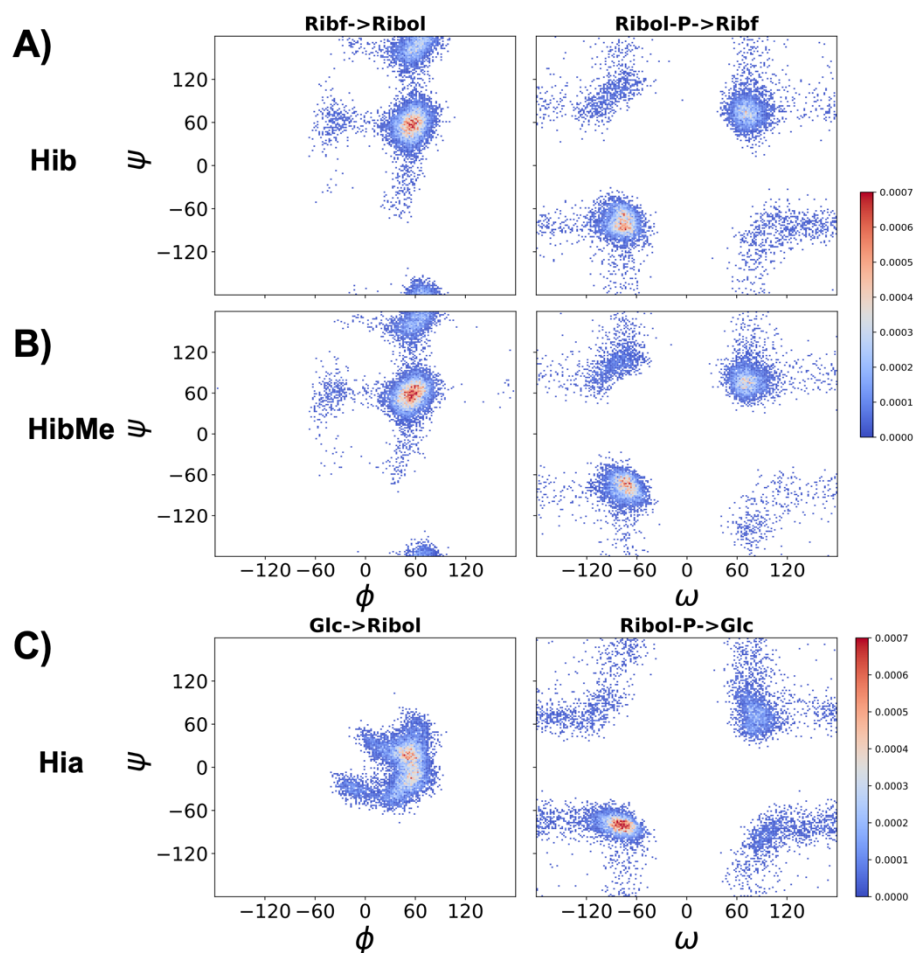 A)
Ribf->Ribol
Ribol-P->Ribf
Hib
ψ
120
60
0
−60
−120
0.0007
0.0006
0.0005
0.0004
0.0003
0.0002
0.0001
0.0000
B)
HibMe
ψ
120
60
0
−60
−120
−120 −60 0 60 120
−120 −60 0 60 120
ϕ
ω
C)
Glc->Ribol
Ribol-P->Glc
Hia
ψ
120
60
0
−60
−120
0.0007
0.0006
0.0005
0.0004
0.0003
0.0002
0.0001
0.0000
−120 −60 0 60 120
−120 −60 0 60 120
ϕ
ω